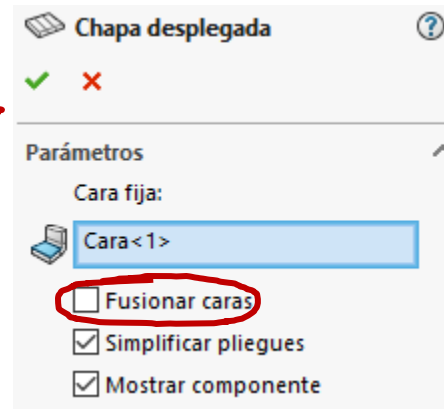 Chapa desplegada
Parámetros
Cara fija:
Cara<1>
Fusionar caras
Simplificar pliegues
Mostrar componente